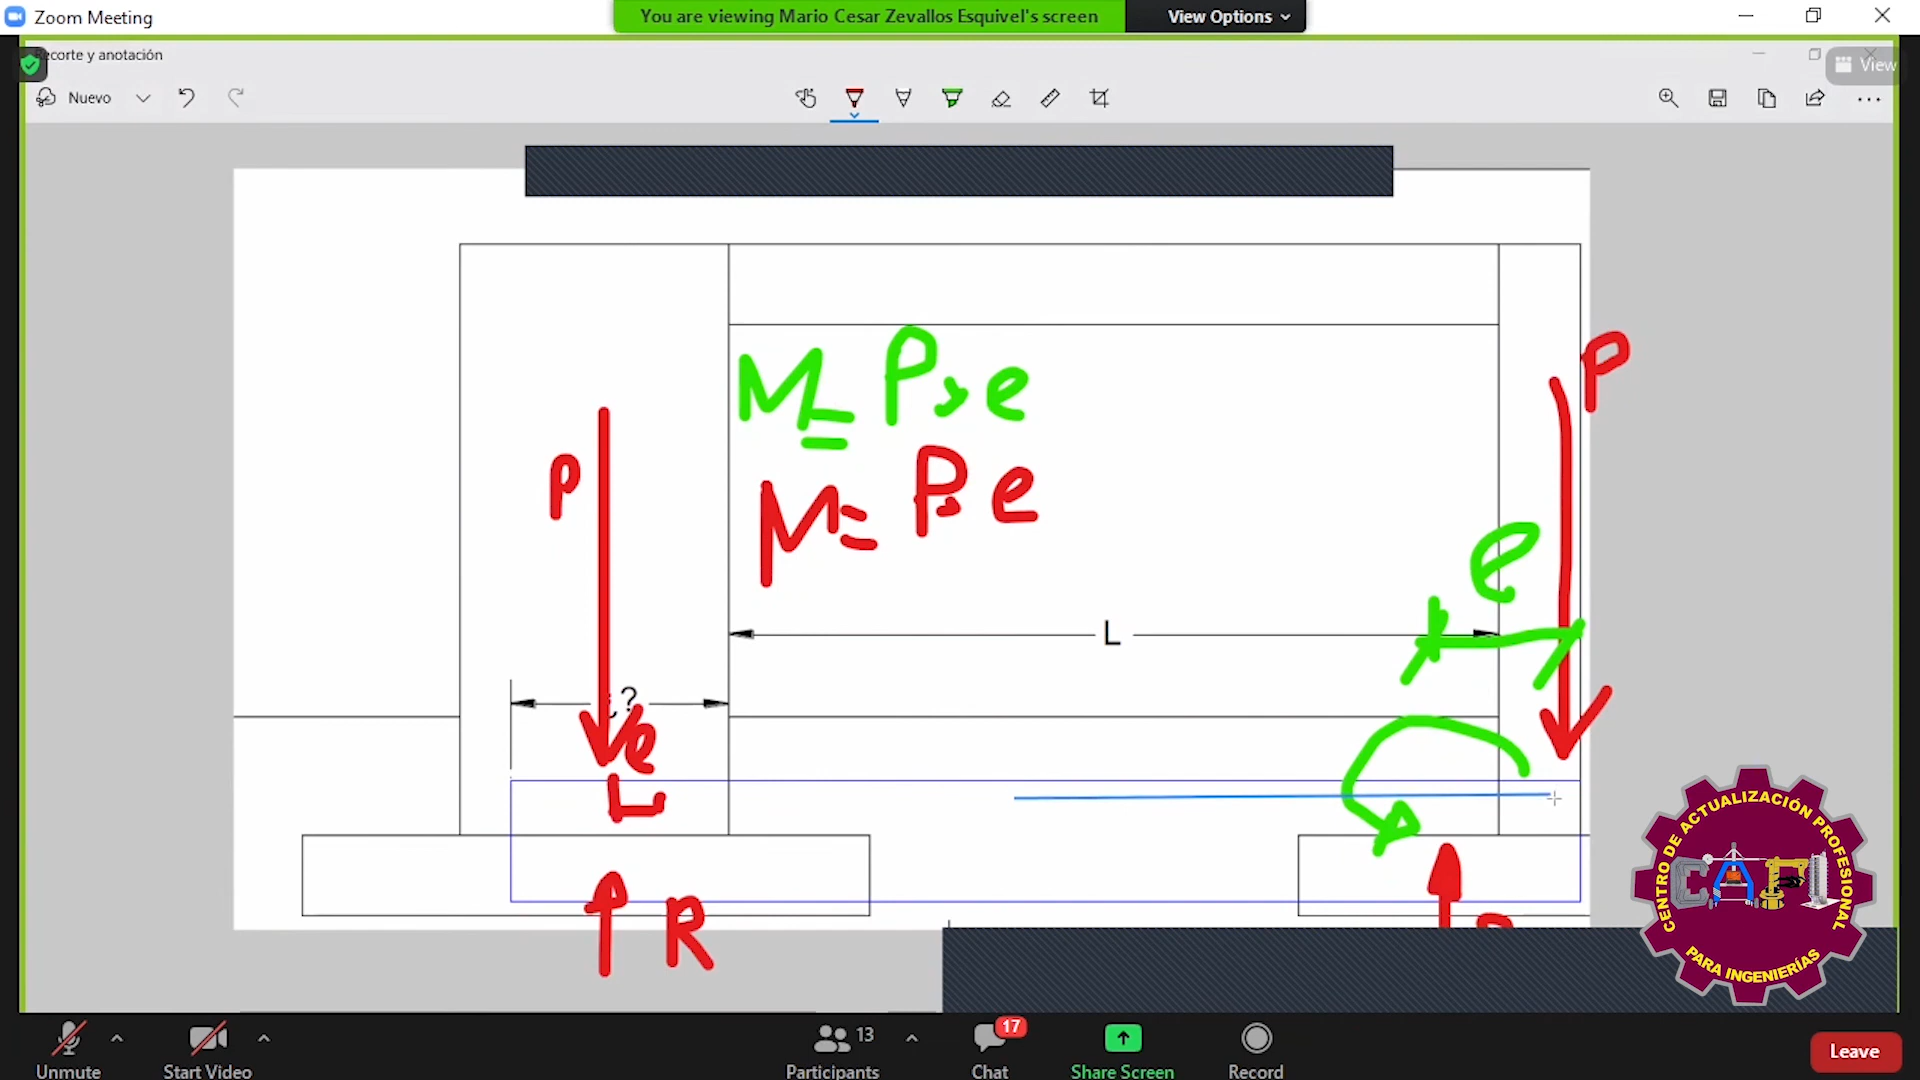 Zoom Meeting
You are viewing Mario Cesar Zevallos Esquivel's screen
View Options
Recorte y anotación
View
Nuevo
M= P.e
P
M= P.e
P
e
L
¿?
e
R
CENTRO DE ACTUALIZACIÓN PROFESIONAL
CAPI
PARA INGENIERÍAS
Unmute
Start Video
13
Participants
17
Chat
Share Screen
Record
Leave